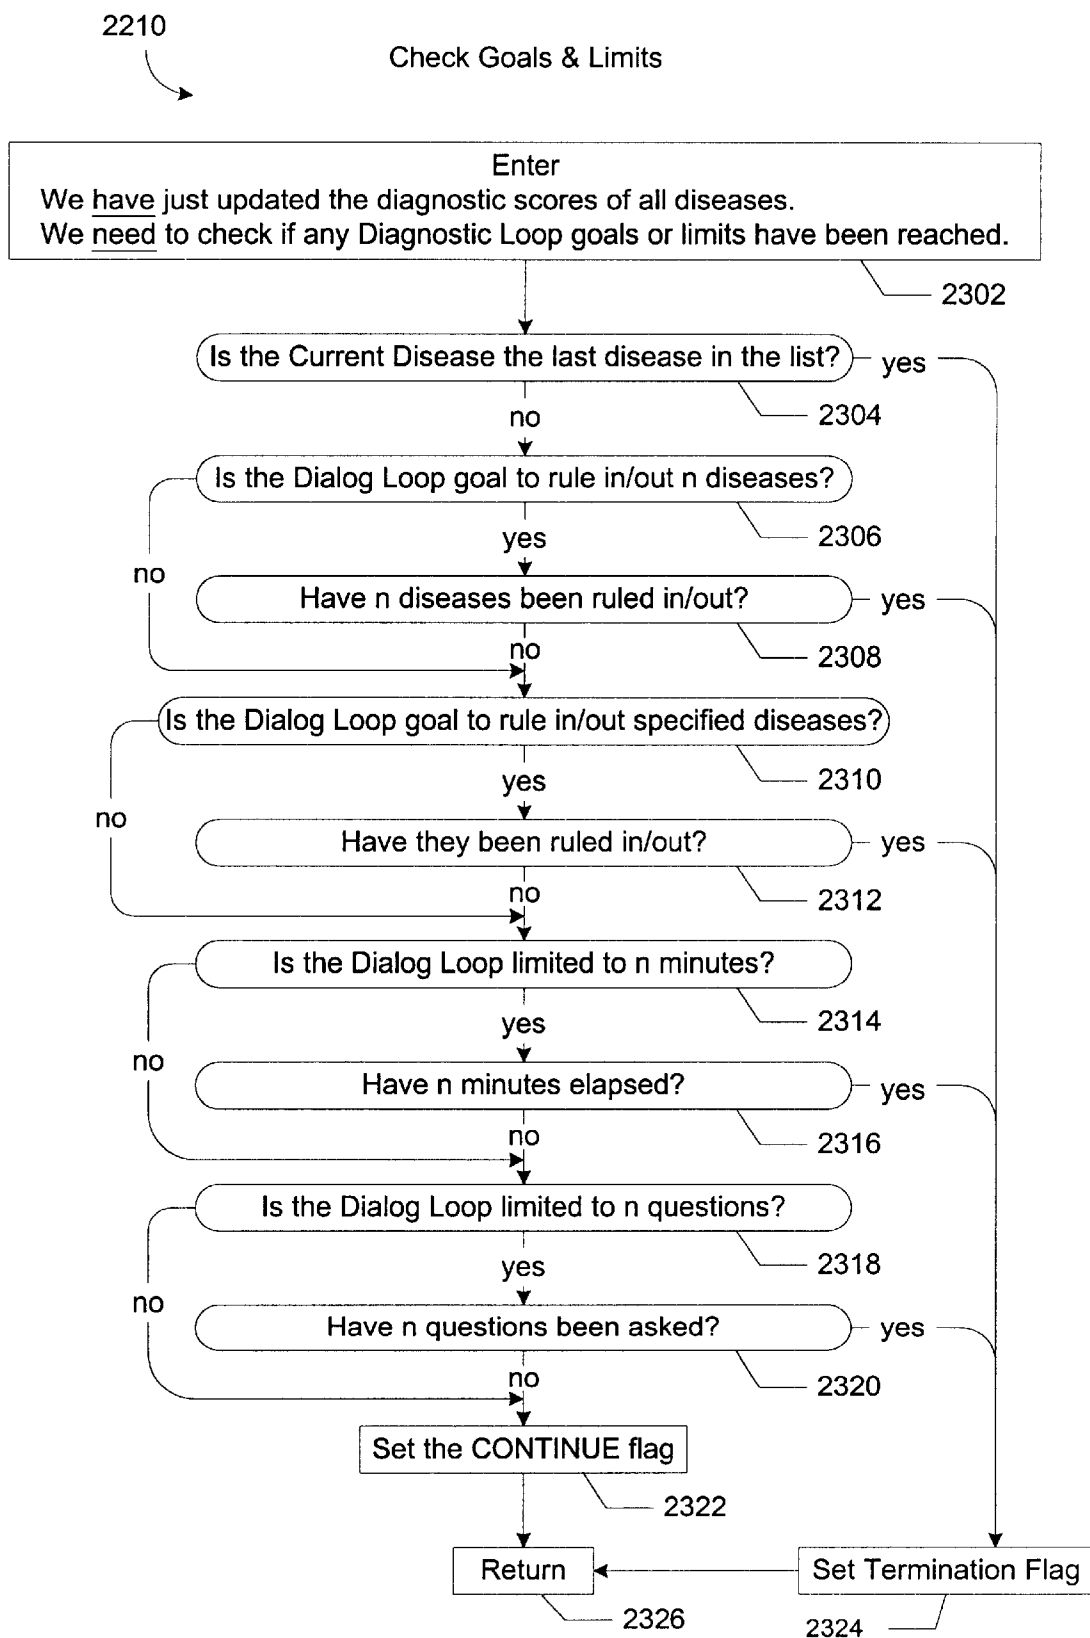 2210
Check Goals & Limits
Enter
We have just updated the diagnostic scores of all diseases.
We need to check if any Diagnostic Loop goals or limits have been reached.
2302
Is the Current Disease the last disease in the list?
yes
2304
no
Is the Dialog Loop goal to rule in/out n diseases?
2306
yes
no
Have n diseases been ruled in/out?
yes
no
2308
Is the Dialog Loop goal to rule in/out specified diseases?
2310
yes
no
Have they been ruled in/out?
yes
no
2312
Is the Dialog Loop limited to n minutes?
2314
yes
no
Have n minutes elapsed?
yes
no
2316
Is the Dialog Loop limited to n questions?
2318
yes
no
Have n questions been asked?
yes
no
2320
Set the CONTINUE flag
2322
Return
Set Termination Flag
2326
2324